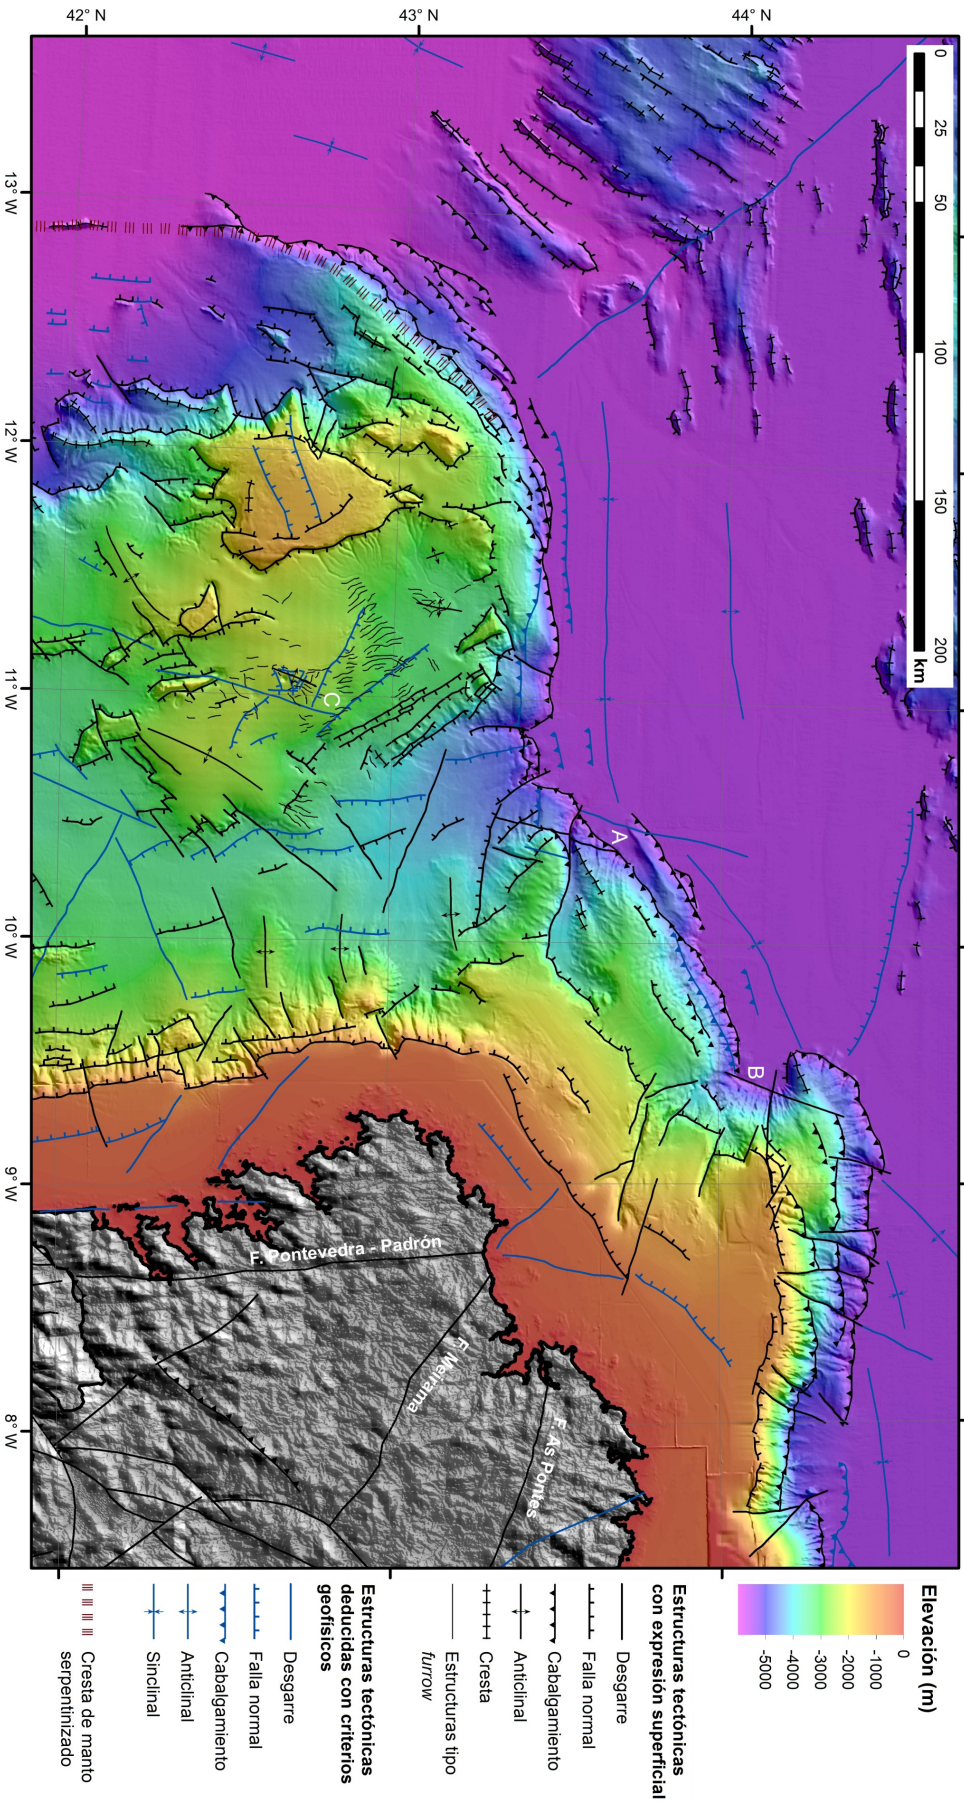 42° N
43° N
44° N
0
25
50
100
150
200
km
13° W
12° W
11° W
10° W
9° W
8° W
A
B
C
F. Pontevedra - Padrón
F. Meirama
F. As Pontes
Elevación (m)
0
-1000
-2000
-3000
-4000
-5000
Estructuras tectónicas
con expresión superficial
Desgarre
Falla normal
Cabalgamiento
Anticlinal
Cresta
Estructuras tipo
furrow
Estructuras tectónicas
deducidas con criterios
geofísicos
Desgarre
Falla normal
Cabalgamiento
Anticlinal
Sinclinal
Cresta de manto
serpentinizado